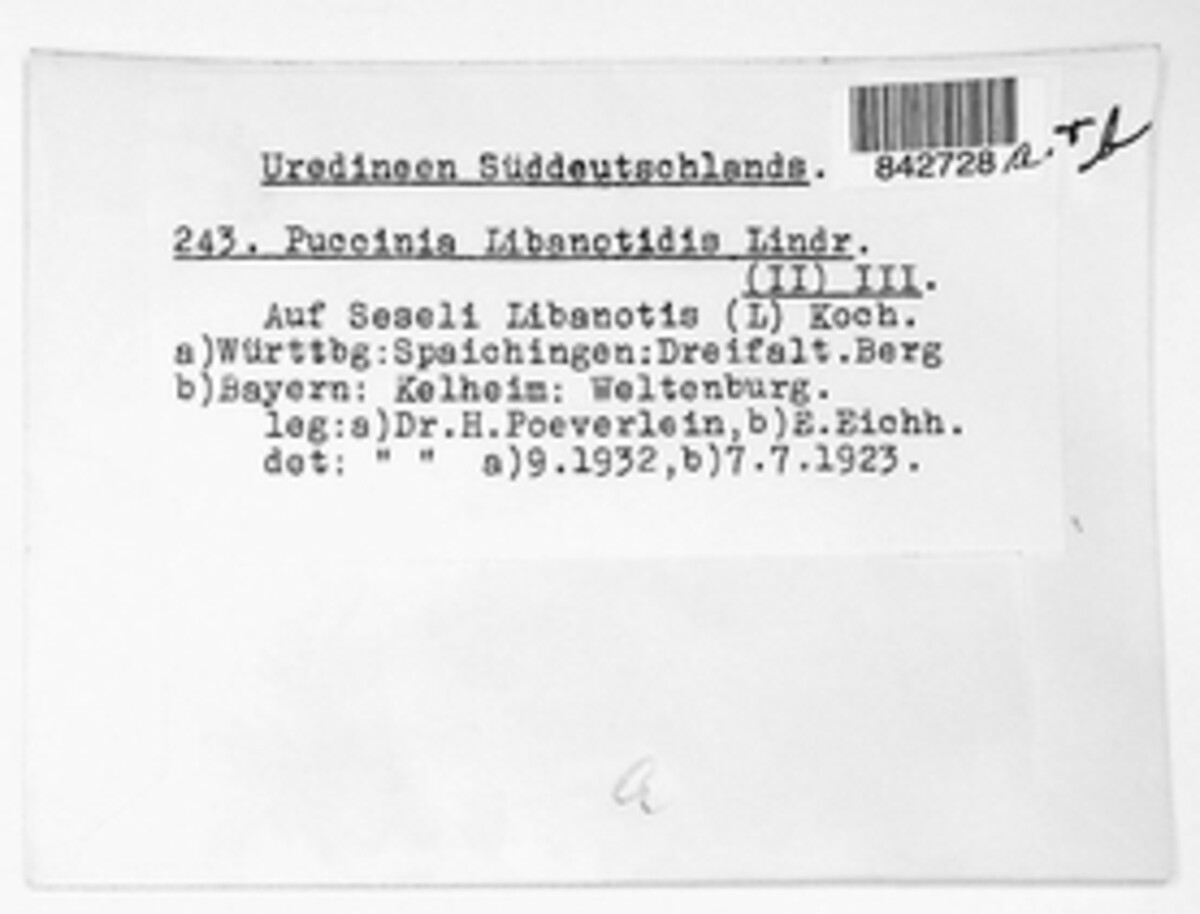 842728 a. + b
Uredineen Süddeutschlands.
243. Puccinia Libanotidis Lindr.
(II) III.
Auf Seseli Libanotis (L) Koch.
a)Württbg:Spaichingen:Dreifalt.Berg
b)Bayern: Kelheim: Weltenburg.
leg:a)Dr.H.Poeverlein,b)E.Eichh.
det: " " a)9.1932,b)7.7.1923.
a